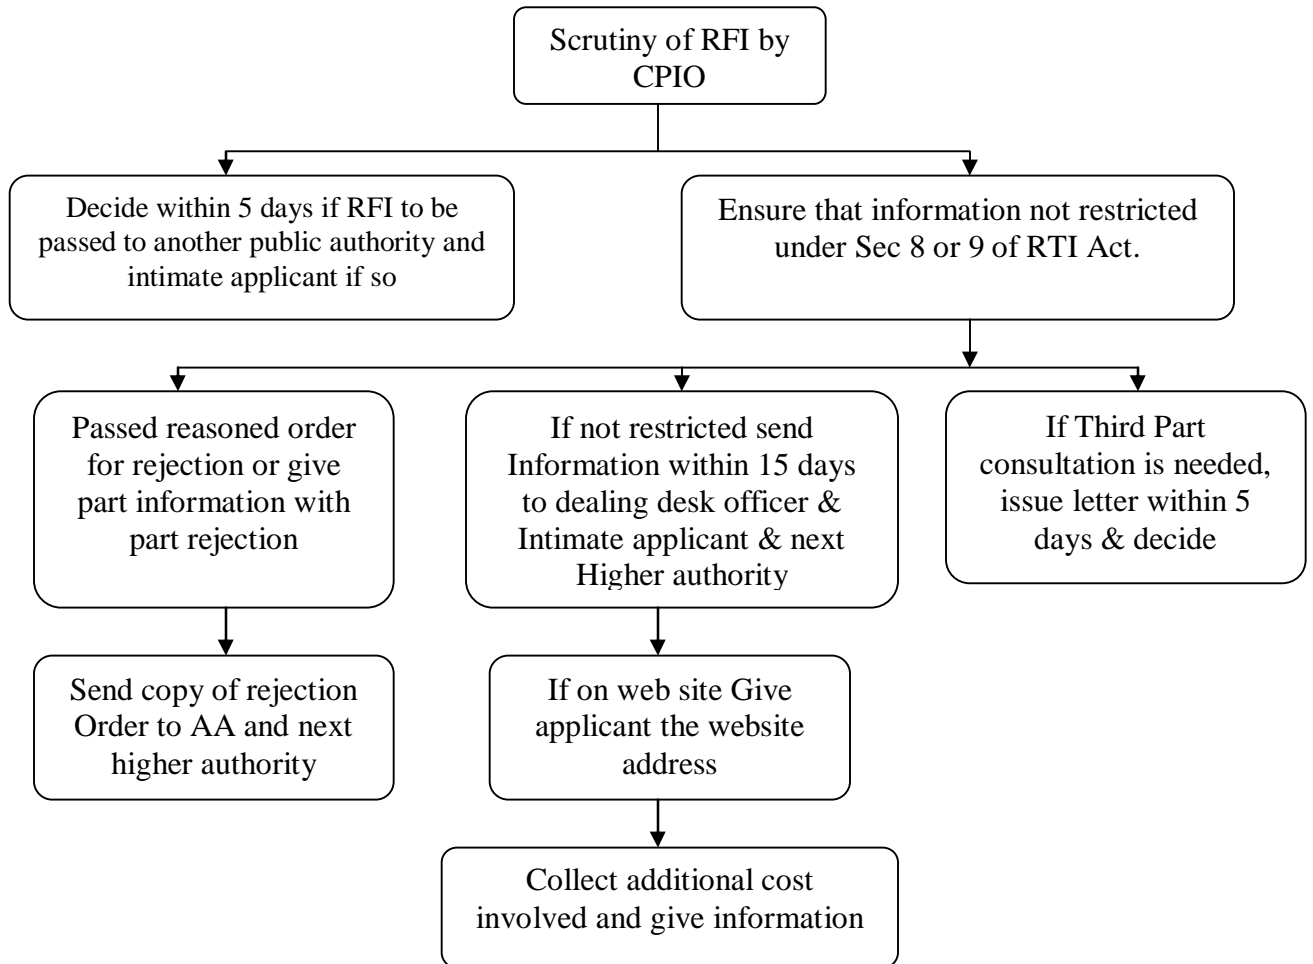 Scrutiny of RFI by
CPIO
Decide within 5 days if RFI to be
passed to another public authority and
intimate applicant if so
Ensure that information not restricted
under Sec 8 or 9 of RTI Act.
Passed reasoned order
for rejection or give
part information with
part rejection
If not restricted send
Information within 15 days
to dealing desk officer &
Intimate applicant & next
Higher authority
If Third Part
consultation is needed,
issue letter within 5
days & decide
Send copy of rejection
Order to AA and next
higher authority
If on web site Give
applicant the website
address
Collect additional cost
involved and give information